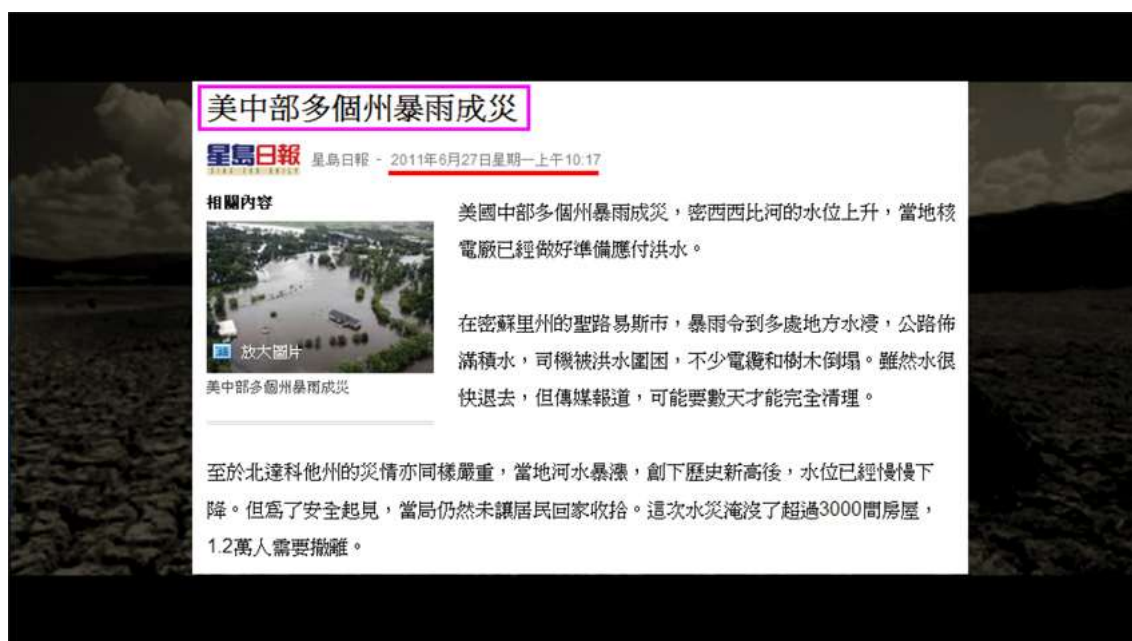 美中部多個州暴雨成災
星島日報 星島日報 - 2011年6月27日星期一上午10:17
相關內容
放大圖片
美中部多個州暴雨成災
美國中部多個州暴雨成災，密西西比河的水位上升，當地核
電廠已經做好準備應付洪水。
在密蘇里州的聖路易斯市，暴雨令到多處地方水浸，公路佈
滿積水，司機被洪水圍困，不少電纜和樹木倒塌。雖然水很
快退去，但傳媒報道，可能要數天才能完全清理。
至於北達科他州的災情亦同樣嚴重，當地河水暴漲，創下歷史新高後，水位已經慢慢下
降。但為了安全起見，當局仍然未讓居民回家收拾。這次水災淹沒了超過3000間房屋，
1.2萬人需要撤離。